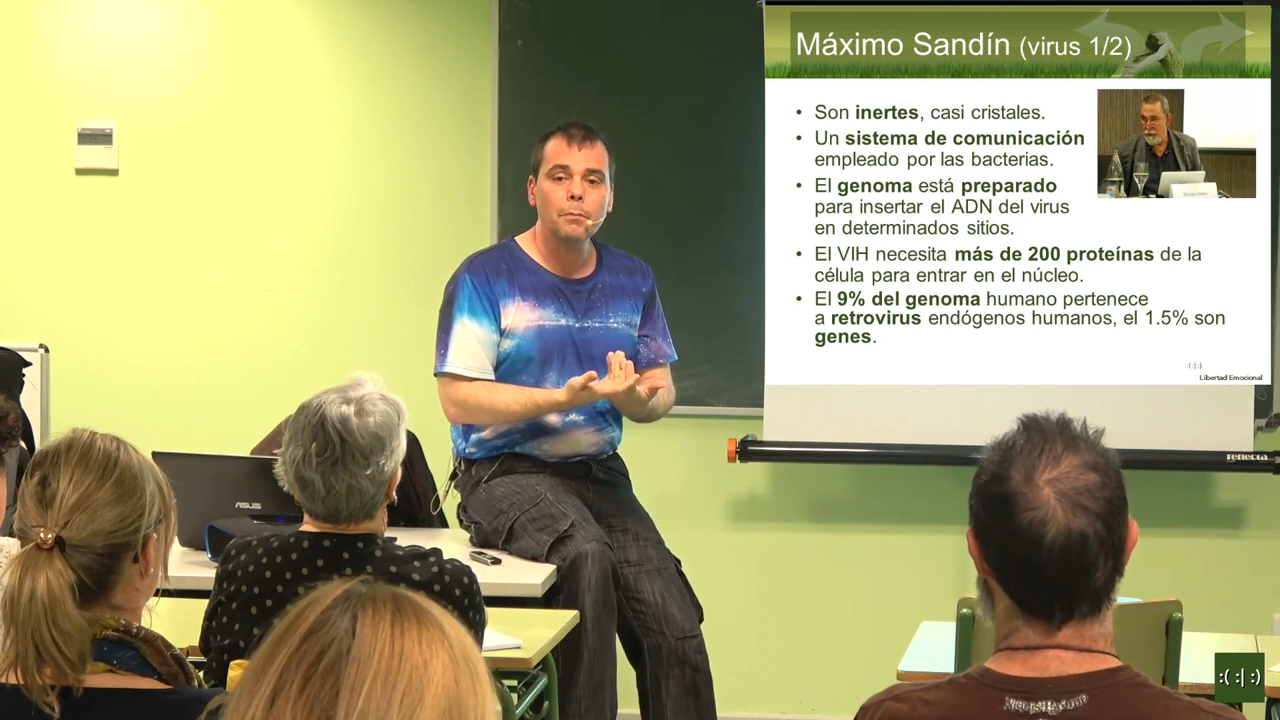 Máximo Sandín (virus 1/2)
• Son inertes, casi cristales.
• Un sistema de comunicación
empleado por las bacterias.
• El genoma está preparado
para insertar el ADN del virus
en determinados sitios.
• El VIH necesita más de 200 proteínas de la
célula para entrar en el núcleo.
• El 9% del genoma humano pertenece
a retrovirus endógenos humanos, el 1.5% son
genes.
:( :| :)
Libertad Emocional
ASUS
:( :| :)